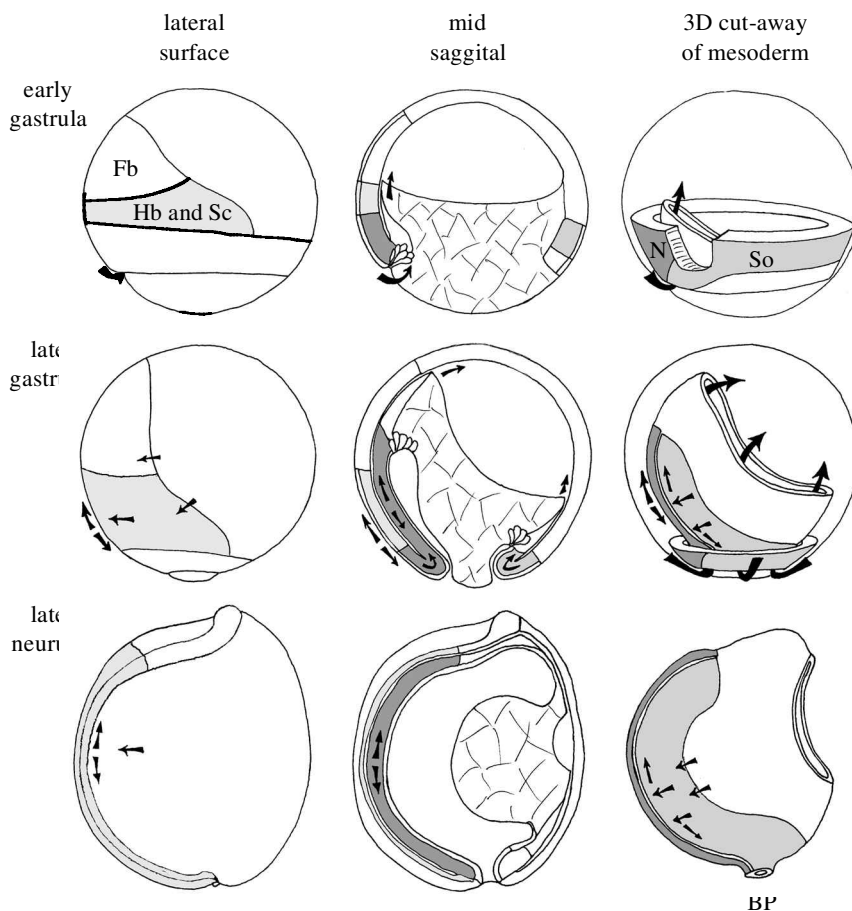 lateral
surface
mid
saggital
3D cut-away
of mesoderm
early
gastrula
Fb
Hb and Sc
N
So
BP